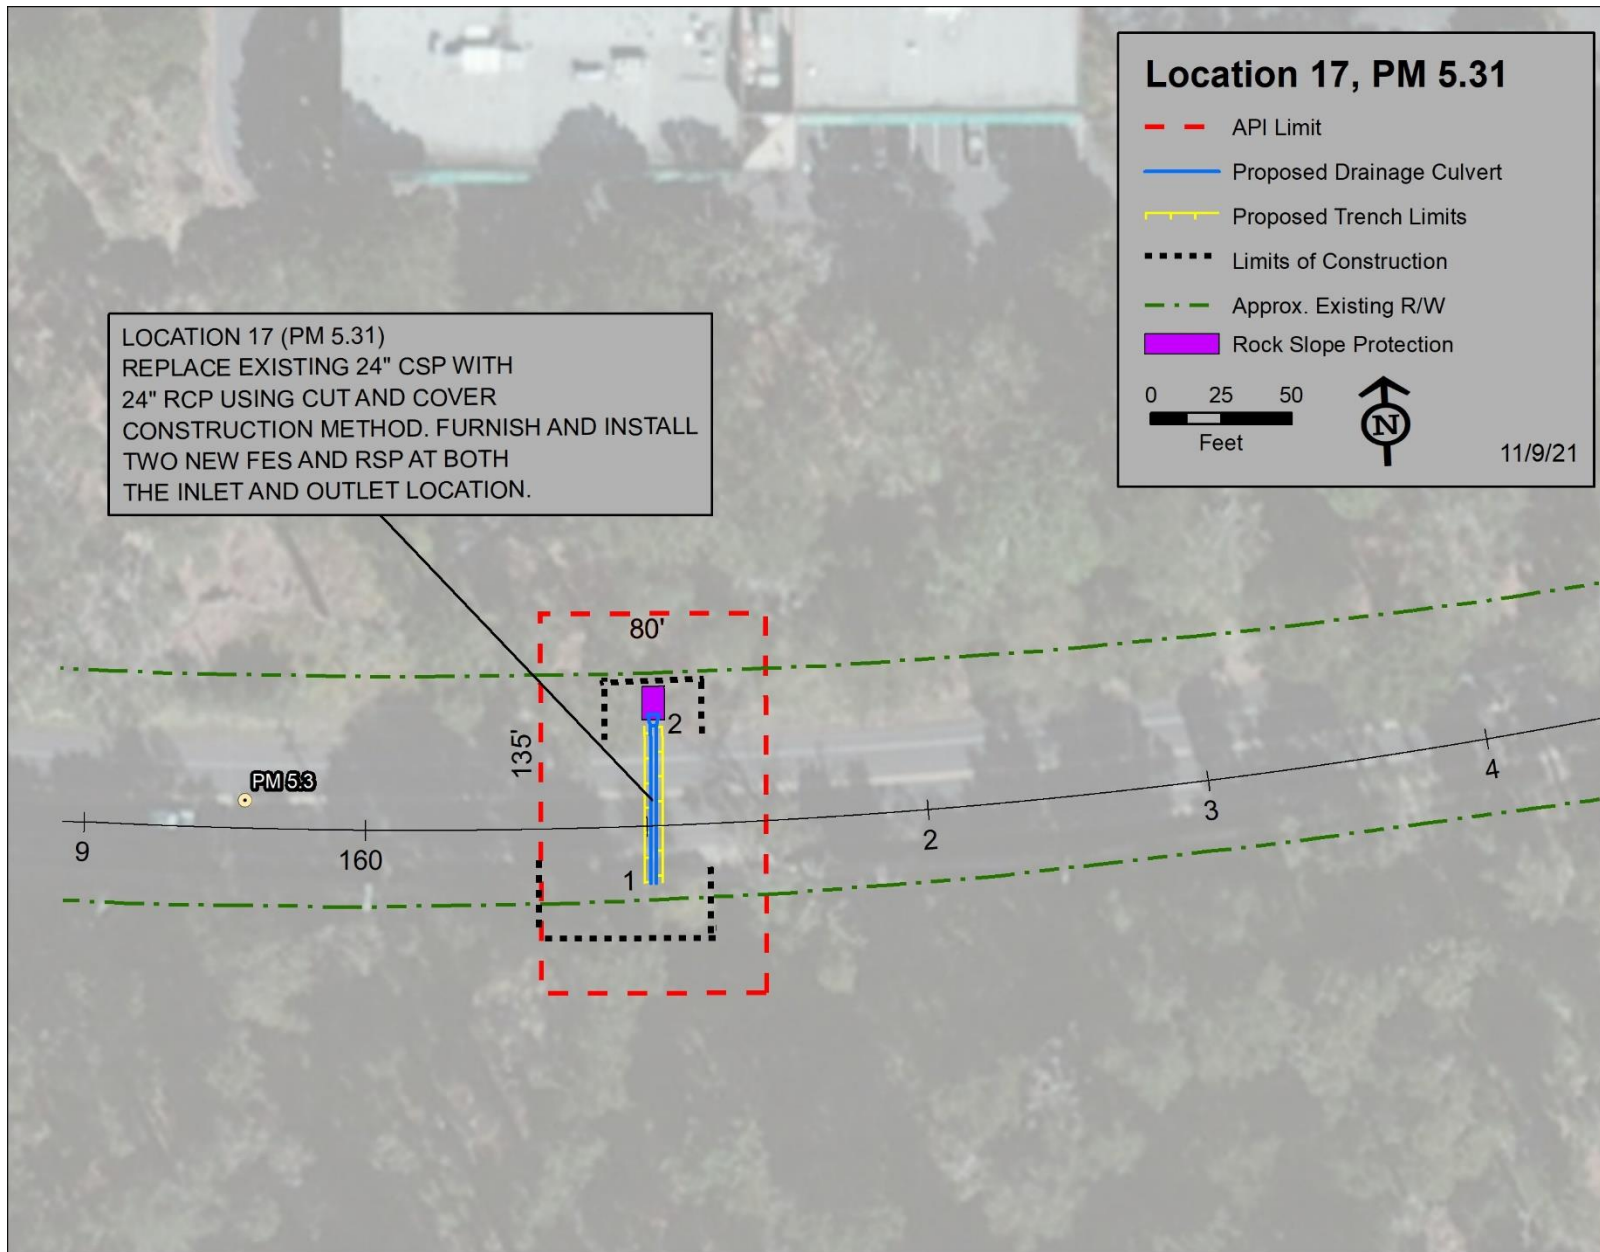 Location 17, PM 5.31
API Limit
Proposed Drainage Culvert
Proposed Trench Limits
Limits of Construction
Approx. Existing R/W
Rock Slope Protection
0 25 50
Feet
N
11/9/21
LOCATION 17 (PM 5.31)
REPLACE EXISTING 24" CSP WITH
24" RCP USING CUT AND COVER
CONSTRUCTION METHOD. FURNISH AND INSTALL
TWO NEW FES AND RSP AT BOTH
THE INLET AND OUTLET LOCATION.
80'
135'
2
PM 5.3
9
160
1
2
3
4